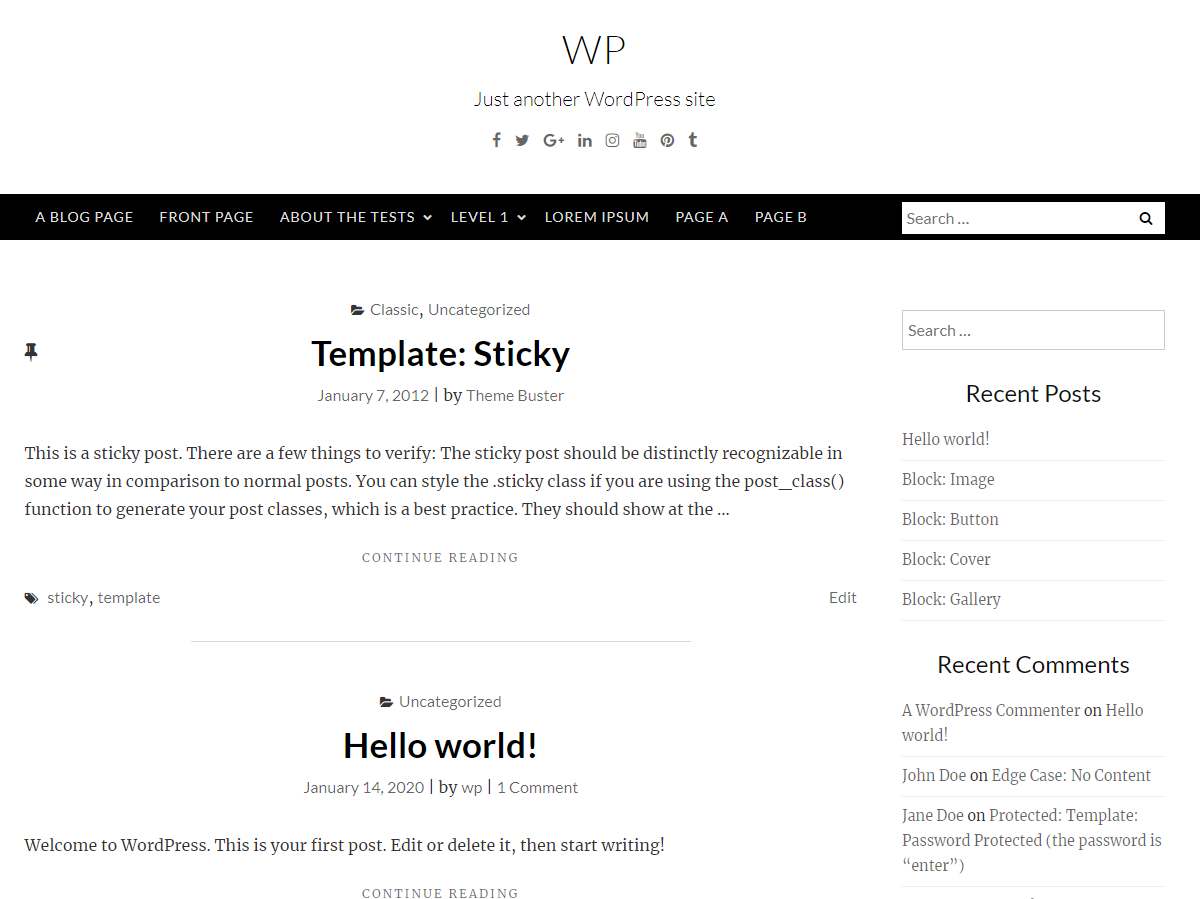 WP
Just another WordPress site
A BLOG PAGE FRONT PAGE ABOUT THE TESTS LEVEL 1 LOREM IPSUM PAGE A PAGE B Search ...
Classic, Uncategorized
Template: Sticky
January 7, 2012 | by Theme Buster
This is a sticky post. There are a few things to verify: The sticky post should be distinctly recognizable in
some way in comparison to normal posts. You can style the .sticky class if you are using the post_class()
function to generate your post classes, which is a best practice. They should show at the ...
CONTINUE READING
sticky, template Edit
Uncategorized
Hello world!
January 14, 2020 | by wp | 1 Comment
Welcome to WordPress. This is your first post. Edit or delete it, then start writing!
CONTINUE READING
Search ...
Recent Posts
Hello world!
Block: Image
Block: Button
Block: Cover
Block: Gallery
Recent Comments
A WordPress Commenter on Hello
world!
John Doe on Edge Case: No Content
Jane Doe on Protected: Template:
Password Protected (the password is
“enter”)